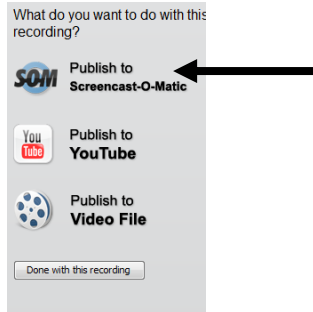 What do you want to do with this
recording?
SOM
Publish to
Screencast-O-Matic
You
Tube
Publish to
YouTube
Publish to
Video File
Done with this recording